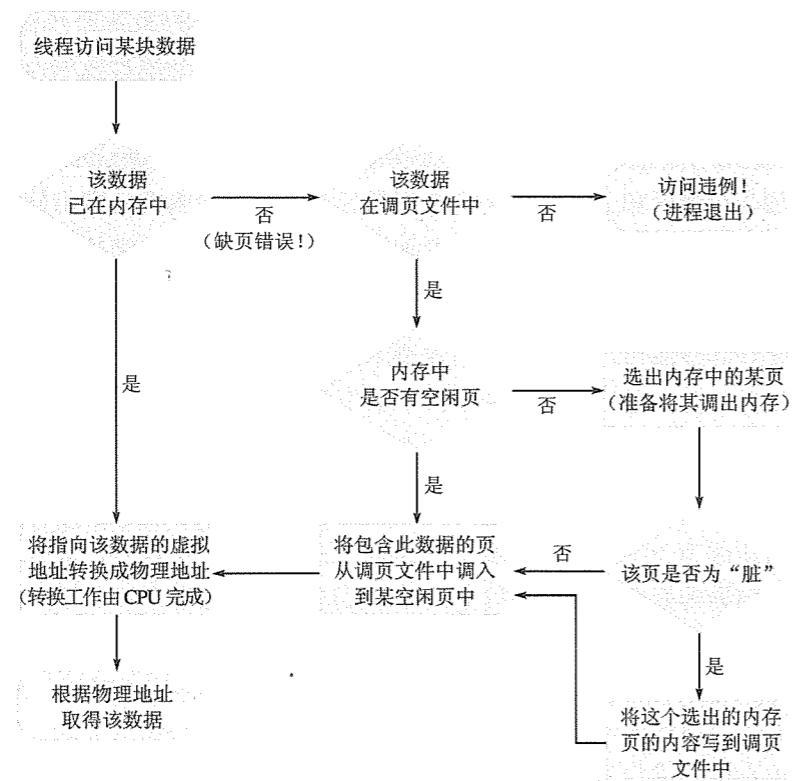 线程访问某块数据
该数据
已在内存中
否
(缺页错误!)
该数据
在调页文件中
否
访问违例!
(进程退出)
是
是
内存中
是否有空闲页
否
选出内存中的某页
(准备将其调出内存)
是
将指向该数据的虚拟
地址转换成物理地址
(转换工作由 CPU 完成)
将包含此数据的页
从调页文件中调入
到某空闲页中
否
该页是否为“脏”
是
根据物理地址
取得该数据
将这个选出的内存
页的内容写到调页
文件中